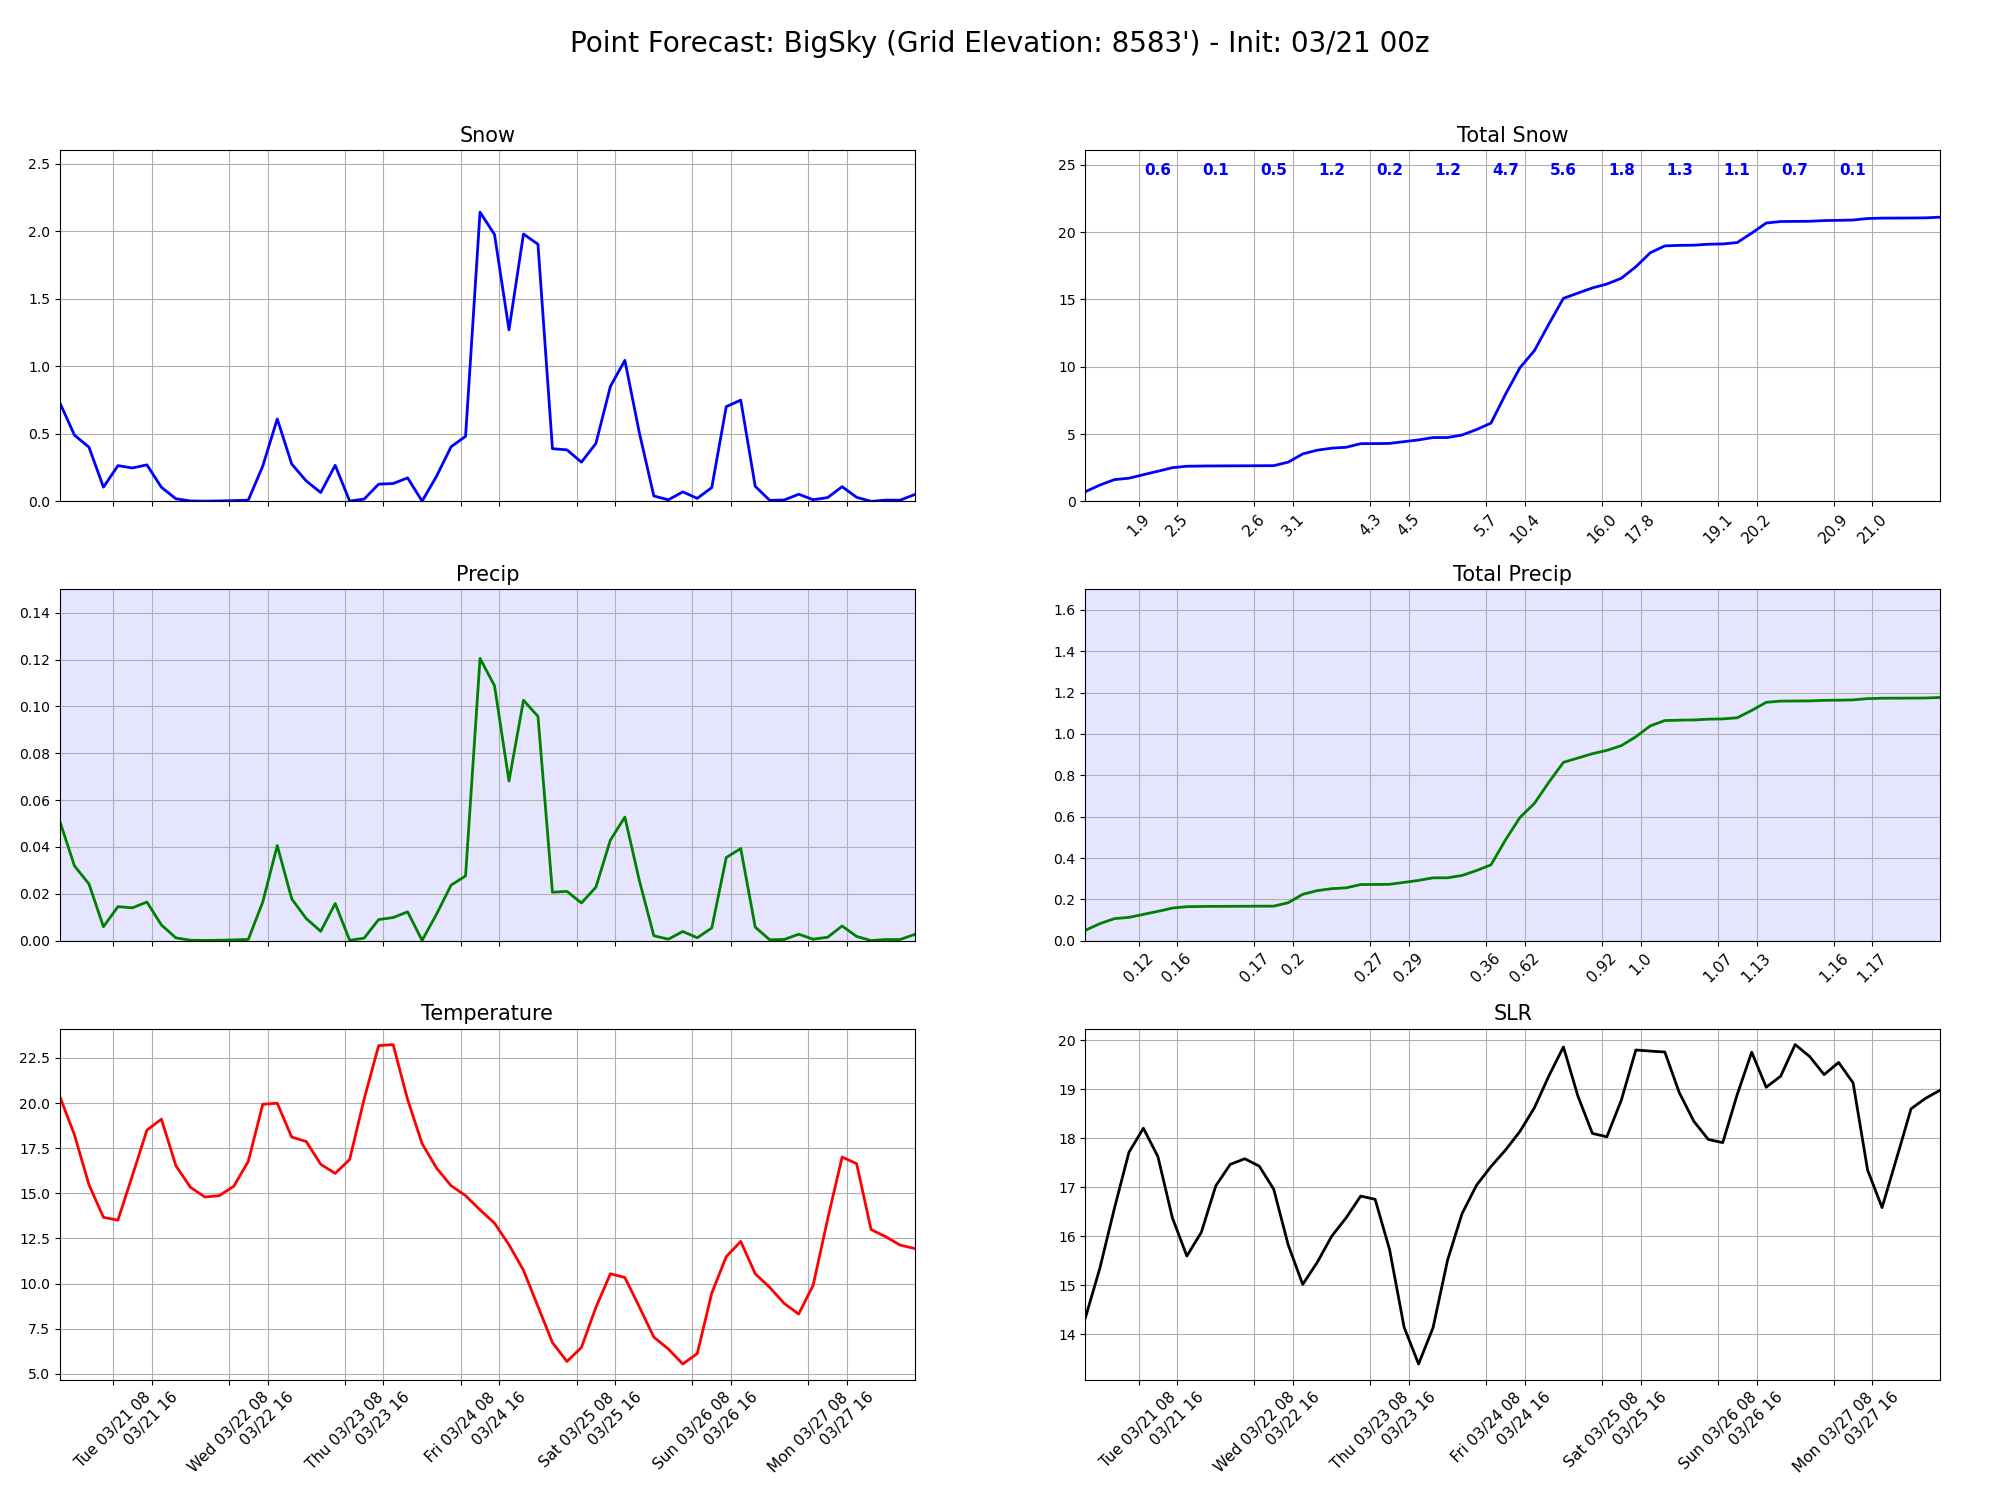 Point Forecast: BigSky (Grid Elevation: 8583') - Init: 03/21 00z
Snow
2.5
2.0
1.5
1.0
0.5
0.0
Total Snow
0.6 0.1 0.5 1.2 0.2 1.2 4.7 5.6 1.8 1.3 1.1 0.7 0.1
25
20
15
10
5
0
1.9 2.5 2.6 3.1 4.3 4.5 5.7 10.4 16.0 17.8 19.1 20.2 20.9 21.0
Precip
0.14
0.12
0.10
0.08
0.06
0.04
0.02
0.00
Total Precip
1.6
1.4
1.2
1.0
0.8
0.6
0.4
0.2
0.0
0.12 0.16 0.17 0.2 0.27 0.29 0.36 0.62 0.92 1.0 1.07 1.13 1.16 1.17
Temperature
22.5
20.0
17.5
15.0
12.5
10.0
7.5
5.0
Tue 03/21 08
03/21 16
Wed 03/22 08
03/22 16
Thu 03/23 08
03/23 16
Fri 03/24 08
03/24 16
Sat 03/25 08
03/25 16
Sun 03/26 08
03/26 16
Mon 03/27 08
03/27 16
SLR
20
19
18
17
16
15
14
Tue 03/21 08
03/21 16
Wed 03/22 08
03/22 16
Thu 03/23 08
03/23 16
Fri 03/24 08
03/24 16
Sat 03/25 08
03/25 16
Sun 03/26 08
03/26 16
Mon 03/27 08
03/27 16